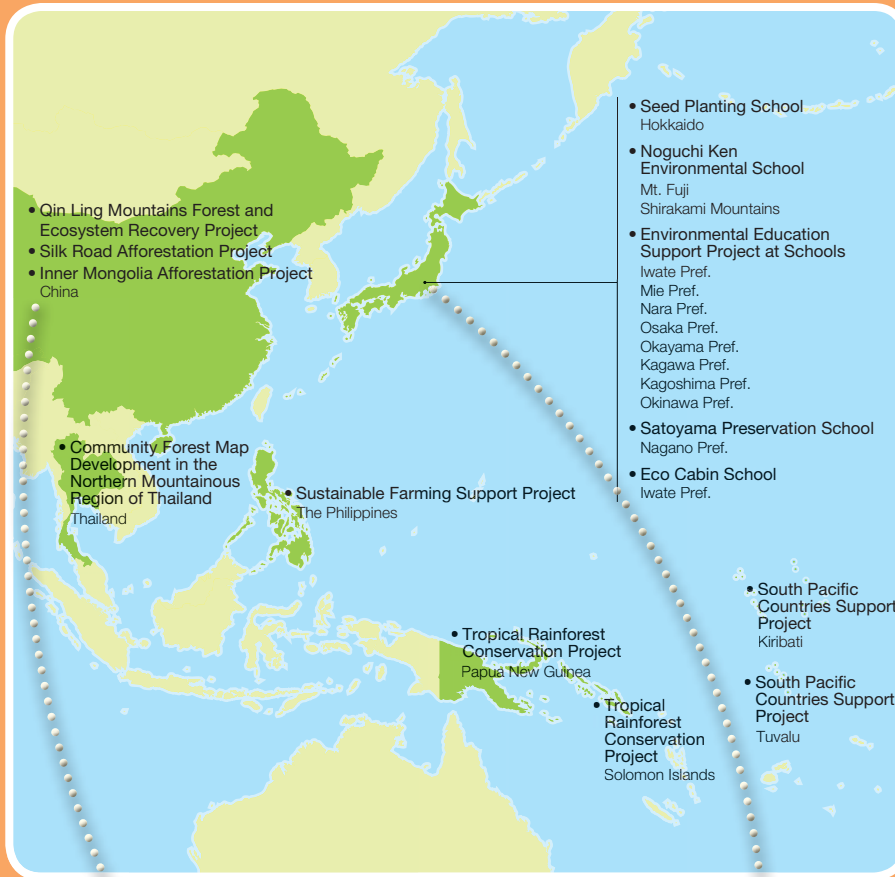 • Seed Planting School
Hokkaido
• Noguchi Ken
Environmental School
Mt. Fuji
Shirakami Mountains
• Environmental Education
Support Project at Schools
Iwate Pref.
Mie Pref.
Nara Pref.
Osaka Pref.
Okayama Pref.
Kagawa Pref.
Kagoshima Pref.
Okinawa Pref.
• Satoyama Preservation School
Nagano Pref.
• Eco Cabin School
Iwate Pref.
• Qin Ling Mountains Forest and
Ecosystem Recovery Project
• Silk Road Afforestation Project
• Inner Mongolia Afforestation Project
China
• Community Forest Map
Development in the
Northern Mountainous
Region of Thailand
Thailand
• Sustainable Farming Support Project
The Philippines
• Tropical Rainforest
Conservation Project
Papua New Guinea
• Tropical
Rainforest
Conservation
Project
Solomon Islands
• South Pacific
Countries Support
Project
Kiribati
• South Pacific
Countries Support
Project
Tuvalu